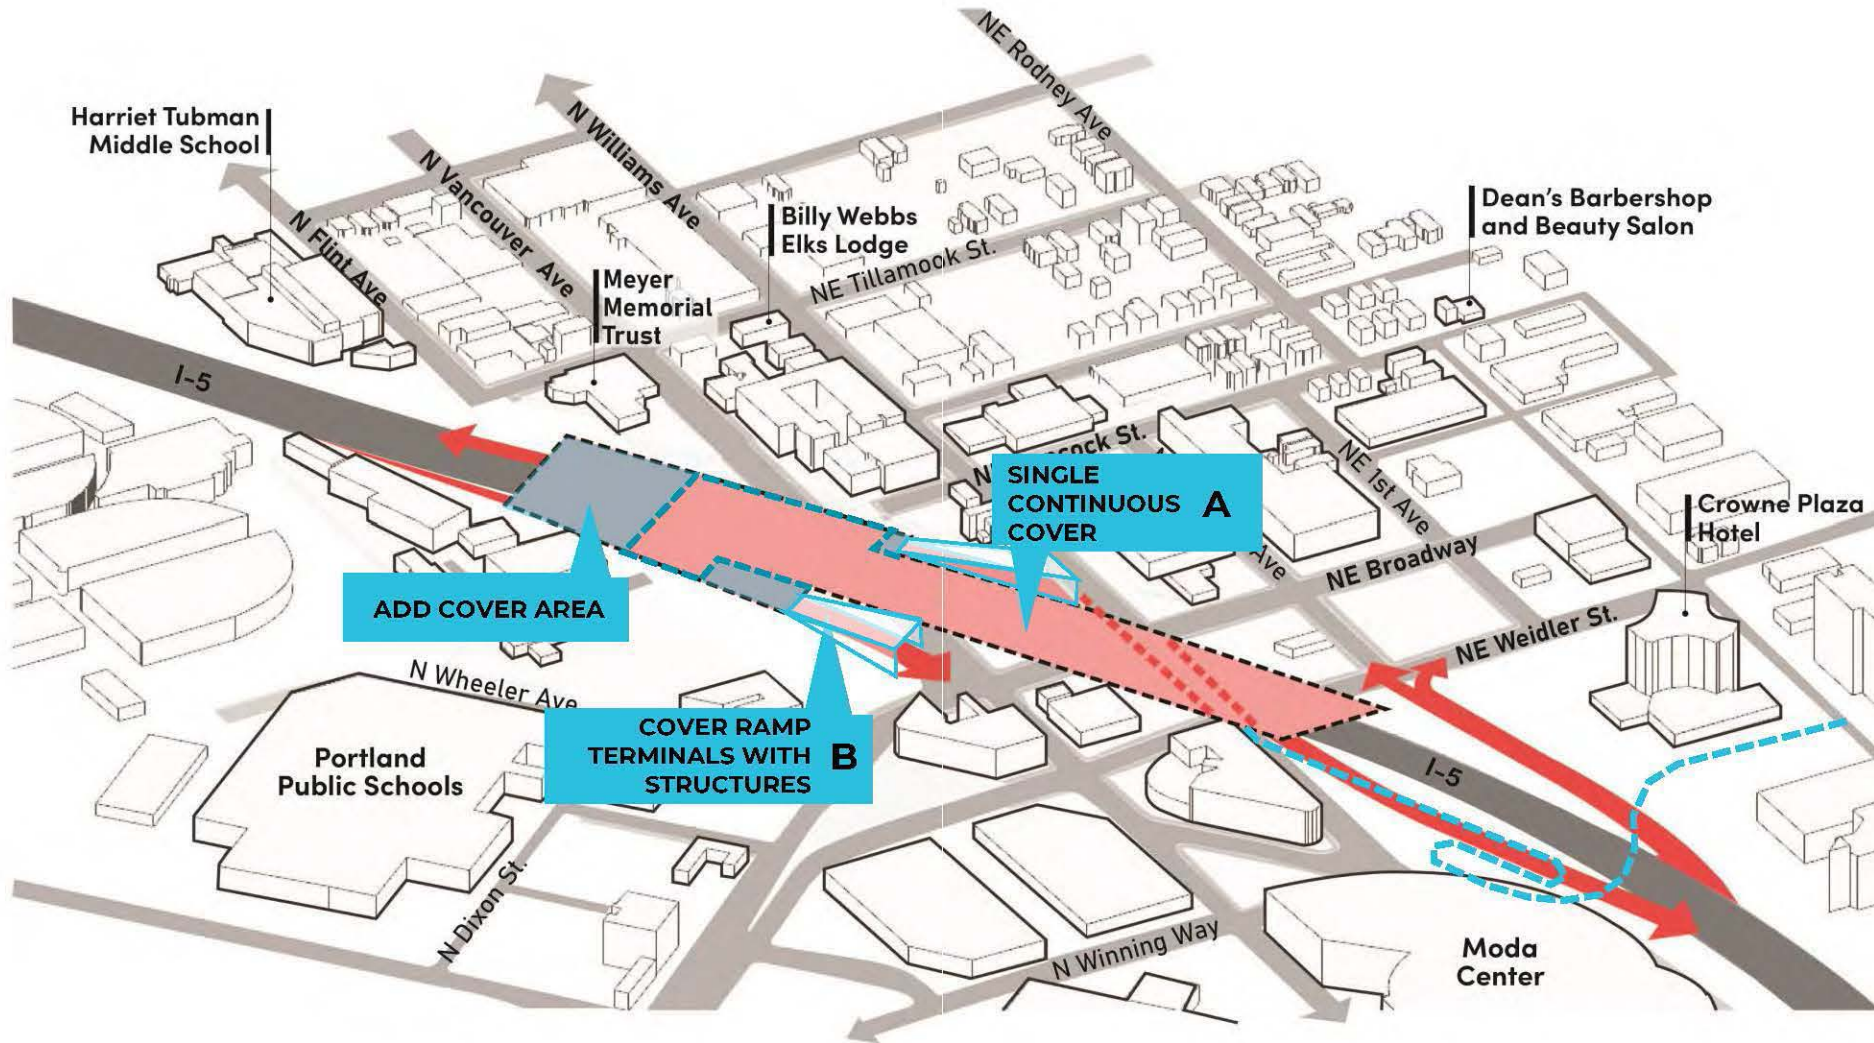 NE Rodney Ave
Harriet Tubman
Middle School
N Williams Ave
N Vancouver Ave
N Flint Ave
Billy Webbs
Elks Lodge
Dean's Barbershop
and Beauty Salon
NE Tillamook St.
Meyer
Memorial
Trust
I-5
St.
SINGLE
CONTINUOUS
COVER
A
NE 1st Ave
Ave
Crowne Plaza
Hotel
NE Broadway
ADD COVER AREA
NE Weidler St.
N Wheeler Ave
COVER RAMP
TERMINALS WITH
STRUCTURES
B
Portland
Public Schools
I-5
N Dixon St.
N Winning Way
Moda
Center